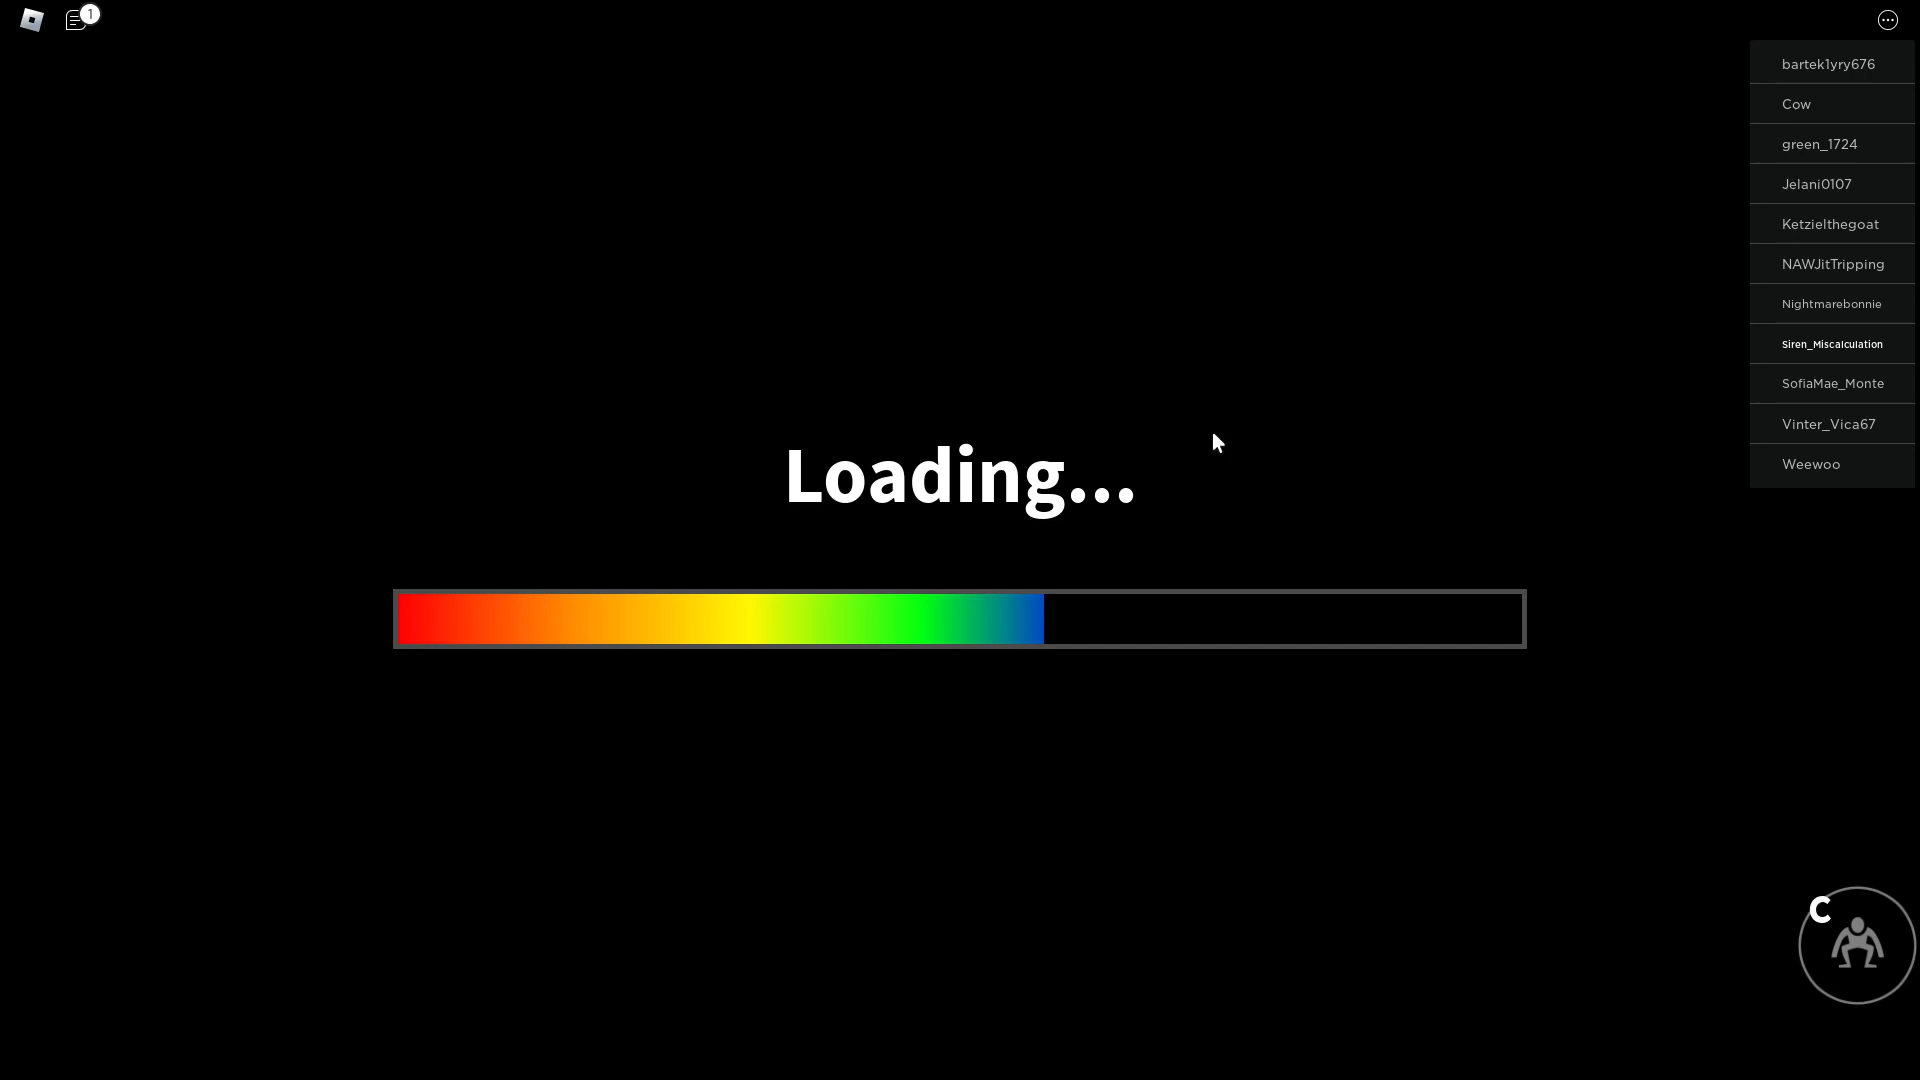 1
bartek1yry676
Cow
green_1724
Jelani0107
Ketzielthegoat
NAWJitTripping
Nightmarebonnie
Siren_Miscalculation
SofiaMae_Monte
Vinter_Vica67
Weewoo
Loading...
C